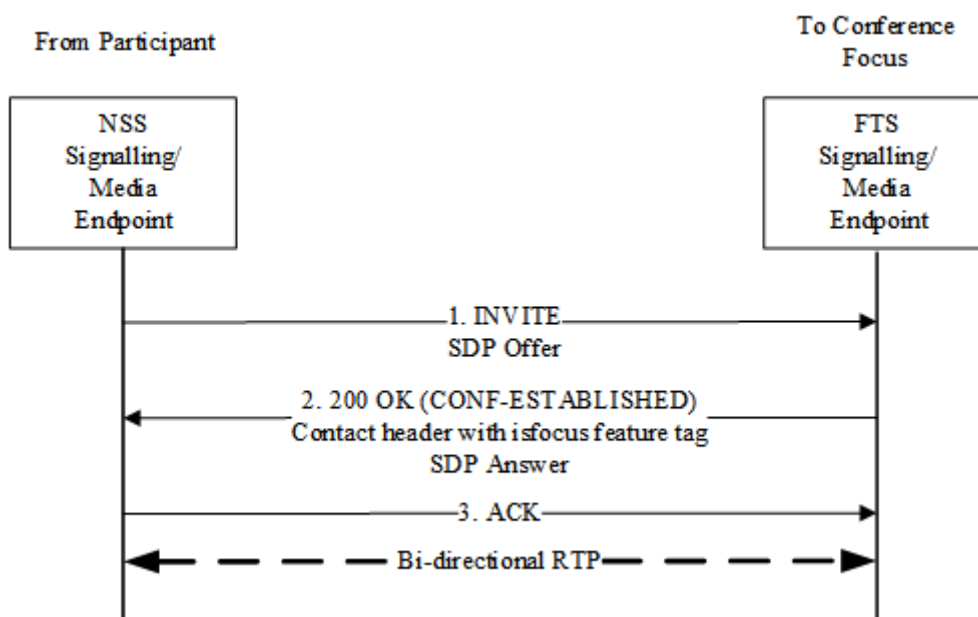 From Participant
To Conference
Focus
NSS
Signalling/
Media
Endpoint
FTS
Signalling/
Media
Endpoint
1. INVITE
SDP Offer
2. 200 OK (CONF-ESTABLISHED)
Contact header with isfocus feature tag
SDP Answer
3. ACK
Bi-directional RTP